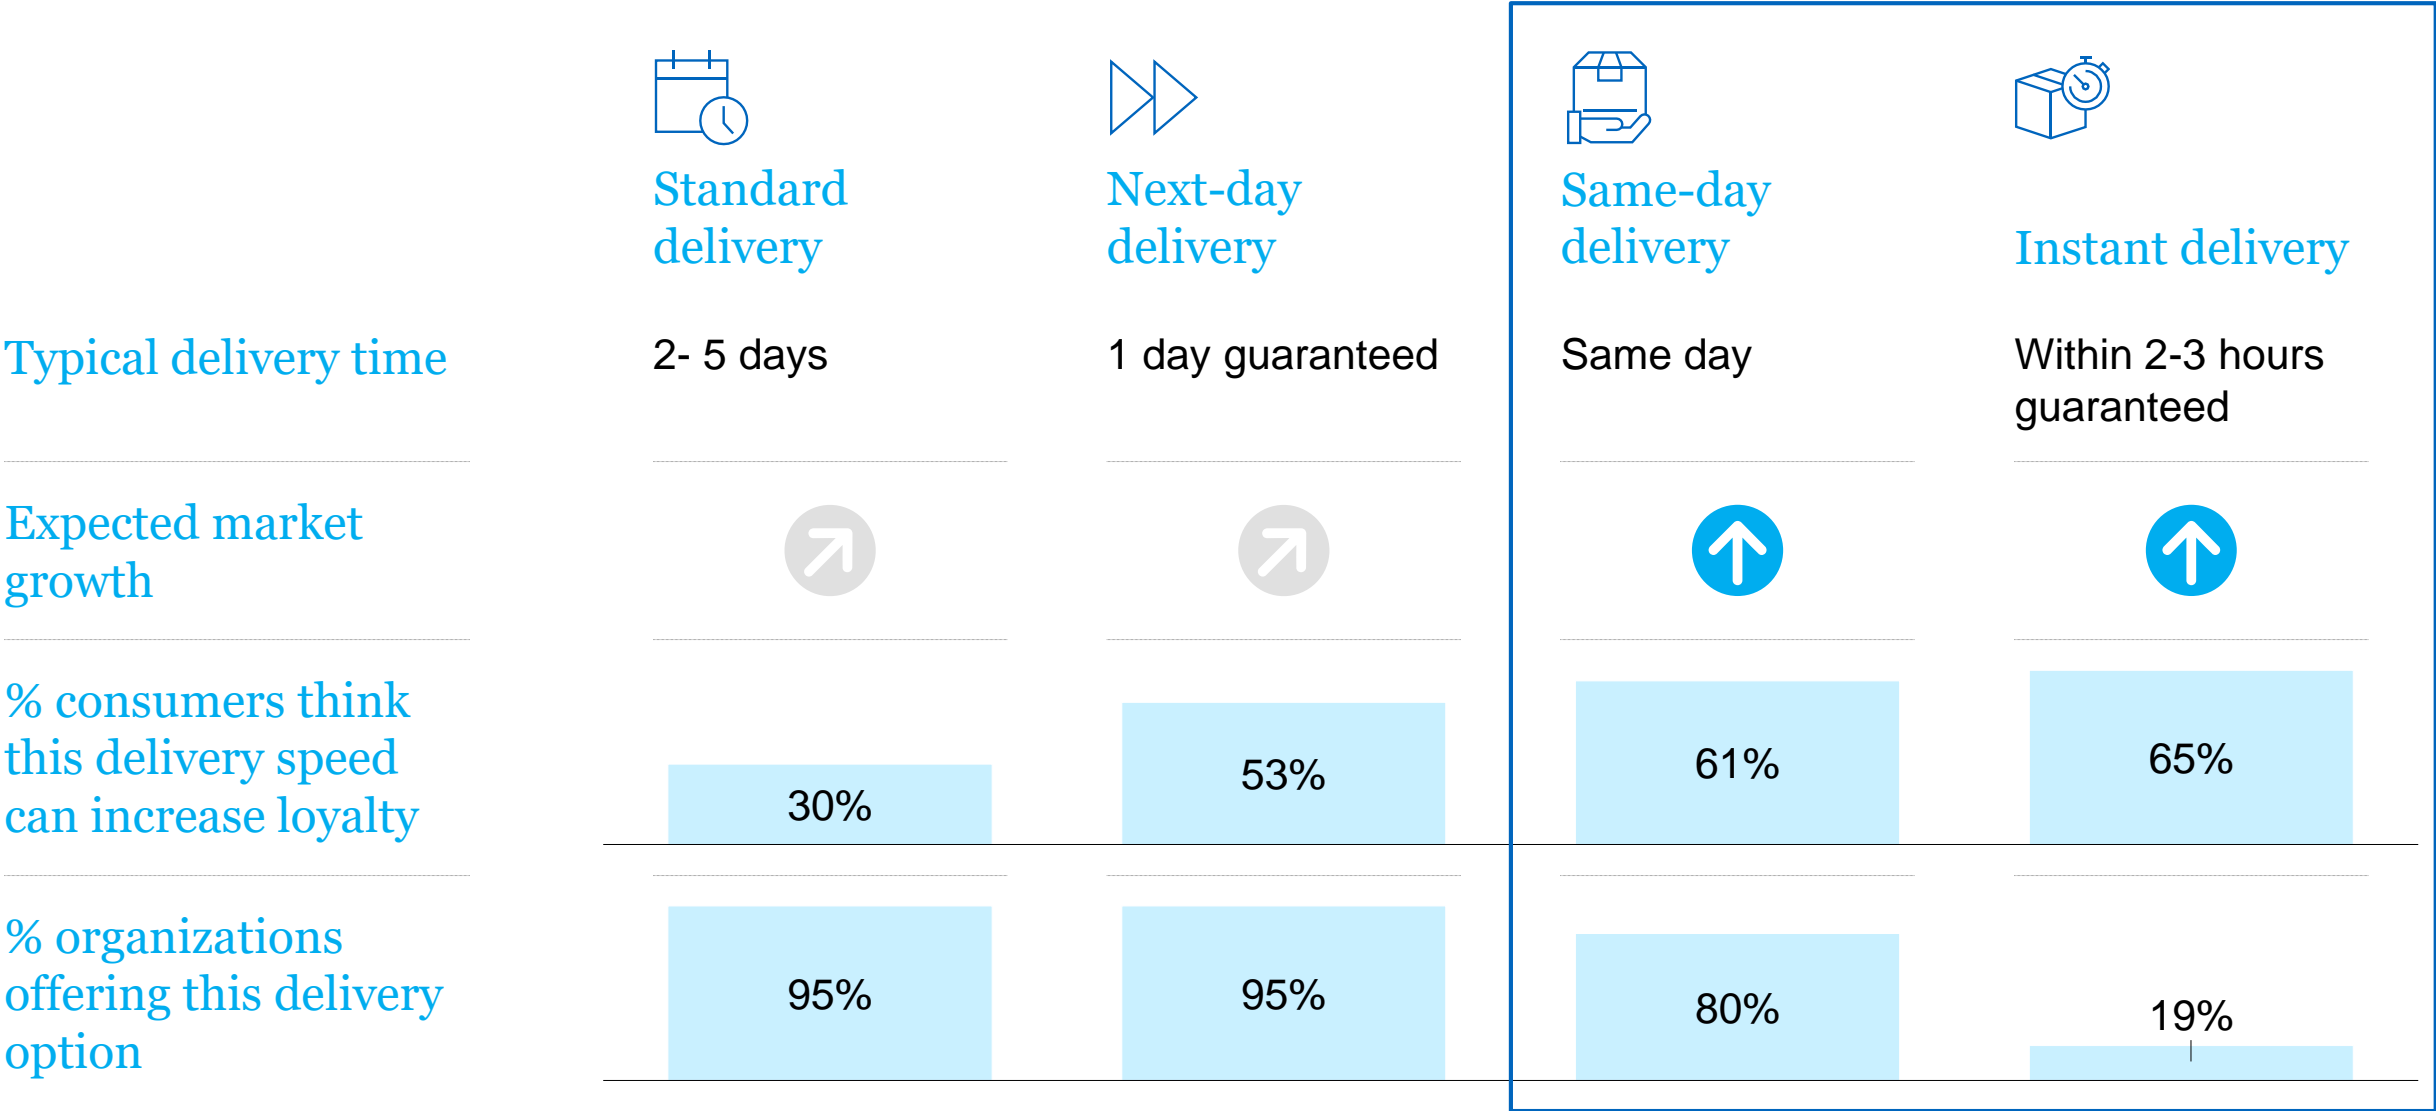 Standard
delivery
Next-day
delivery
Same-day
delivery
Instant delivery
Typical delivery time
2- 5 days
1 day guaranteed
Same day
Within 2-3 hours
guaranteed
Expected market
growth
% consumers think
this delivery speed
can increase loyalty
30%
53%
61%
65%
% organizations
offering this delivery
option
95%
95%
80%
19%